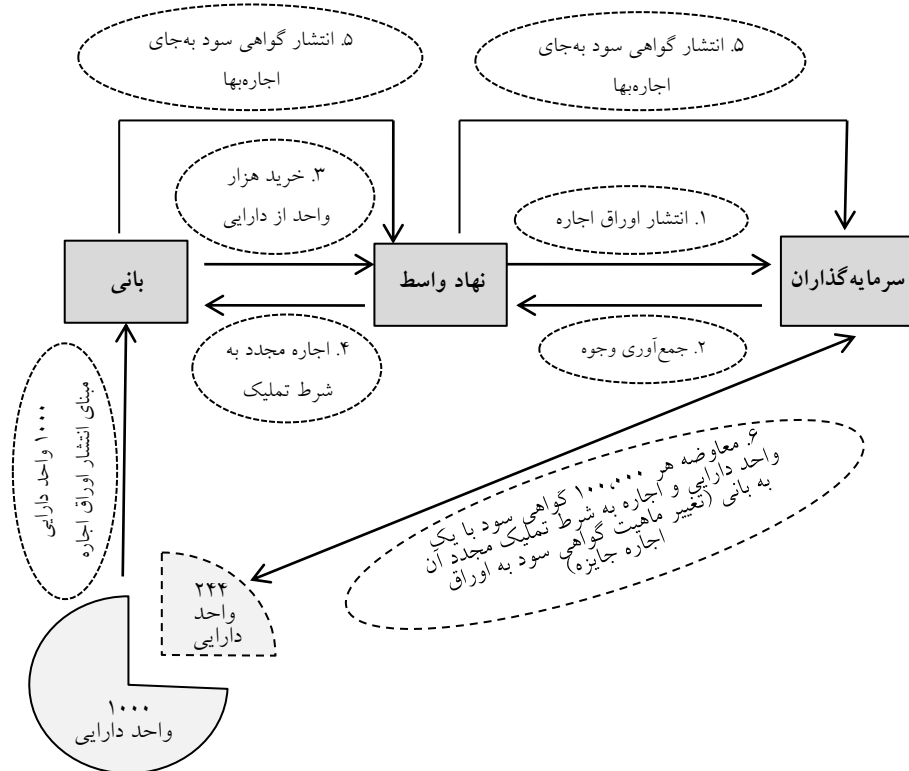 ۵. انتشار گواهی سود به‌جای
اجاره‌بها
۵. انتشار گواهی سود به‌جای
اجاره‌بها
۳. خرید هزار
واحد از دارایی
۱. انتشار اوراق اجاره
سرمایه‌گذاران
نهاد واسط
بانی
۲. جمع‌آوری وجوه
۴. اجاره مجدد به
شرط تملیک
۱۰۰۰ واحد دارایی
مبنای انتشار اوراق اجاره
۶. معاوضه هر ۱۰۰،۰۰۰ گواهی سود با یک
واحد دارایی و اجاره به شرط تملیک مجدد آن
به بانی (تغییر ماهیت گواهی سود به اوراق
اجاره جایزه)
۲۴۴
واحد
دارایی
۱۰۰۰
واحد دارایی